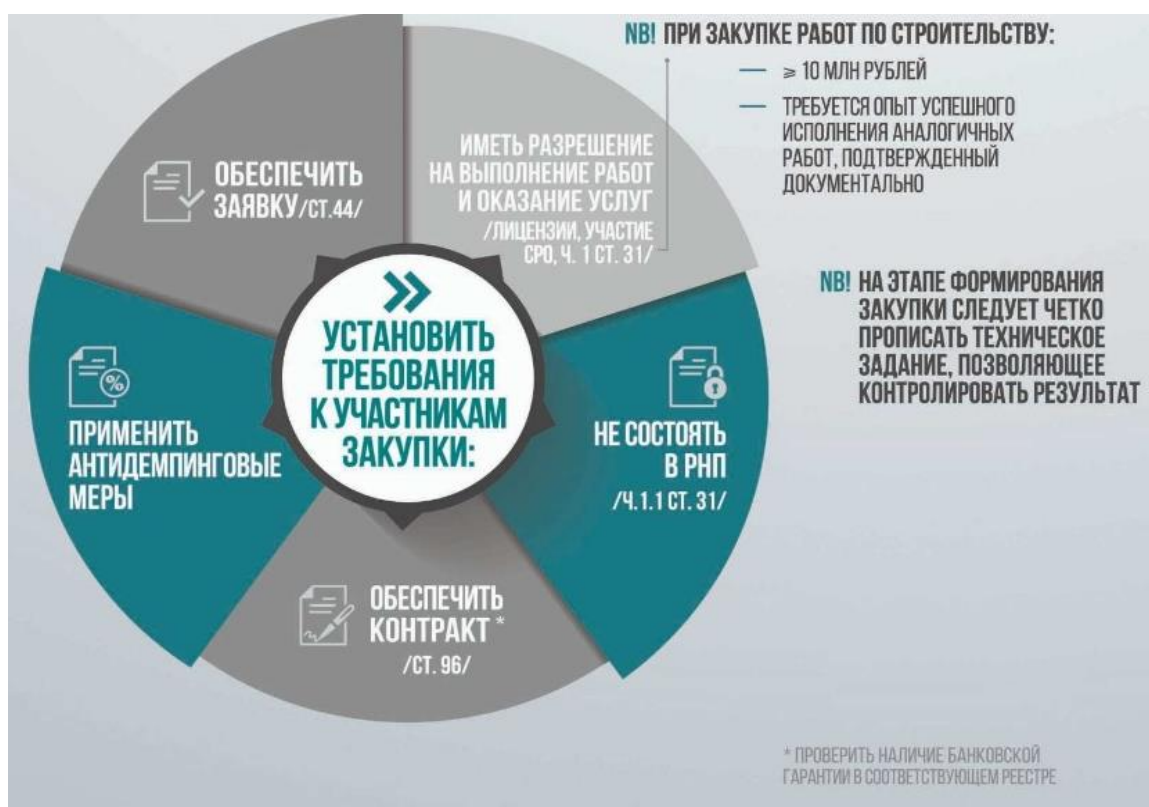 NB! ПРИ ЗАКУПКЕ РАБОТ ПО СТРОИТЕЛЬСТВУ:
— ≥ 10 МЛН РУБЛЕЙ
— ТРЕБУЕТСЯ ОПЫТ УСПЕШНОГО
ИСПОЛНЕНИЯ АНАЛОГИЧНЫХ
РАБОТ, ПОДТВЕРЖДЕННЫЙ
ДОКУМЕНТАЛЬНО
ОБЕСПЕЧИТЬ
ЗАЯВКУ/СТ.44/
ИМЕТЬ РАЗРЕШЕНИЕ
НА ВЫПОЛНЕНИЕ РАБОТ
И ОКАЗАНИЕ УСЛУГ
/ЛИЦЕНЗИИ, УЧАСТИЕ
СРО, Ч. 1 СТ. 31/
NB! НА ЭТАПЕ ФОРМИРОВАНИЯ
ЗАКУПКИ СЛЕДУЕТ ЧЕТКО
ПРОПИСАТЬ ТЕХНИЧЕСКОЕ
ЗАДАНИЕ, ПОЗВОЛЯЮЩЕЕ
КОНТРОЛИРОВАТЬ РЕЗУЛЬТАТ
УСТАНОВИТЬ
ТРЕБОВАНИЯ
К УЧАСТНИКАМ
ЗАКУПКИ:
%
ПРИМЕНИТЬ
АНТИДЕМПИНГОВЫЕ
МЕРЫ
НЕ СОСТОЯТЬ
В РНП
/Ч.1.1 СТ. 31/
ОБЕСПЕЧИТЬ
КОНТРАКТ *
/СТ. 96/
* ПРОВЕРИТЬ НАЛИЧИЕ БАНКОВСКОЙ
ГАРАНТИИ В СООТВЕТСТВУЮЩЕМ РЕЕСТРЕ